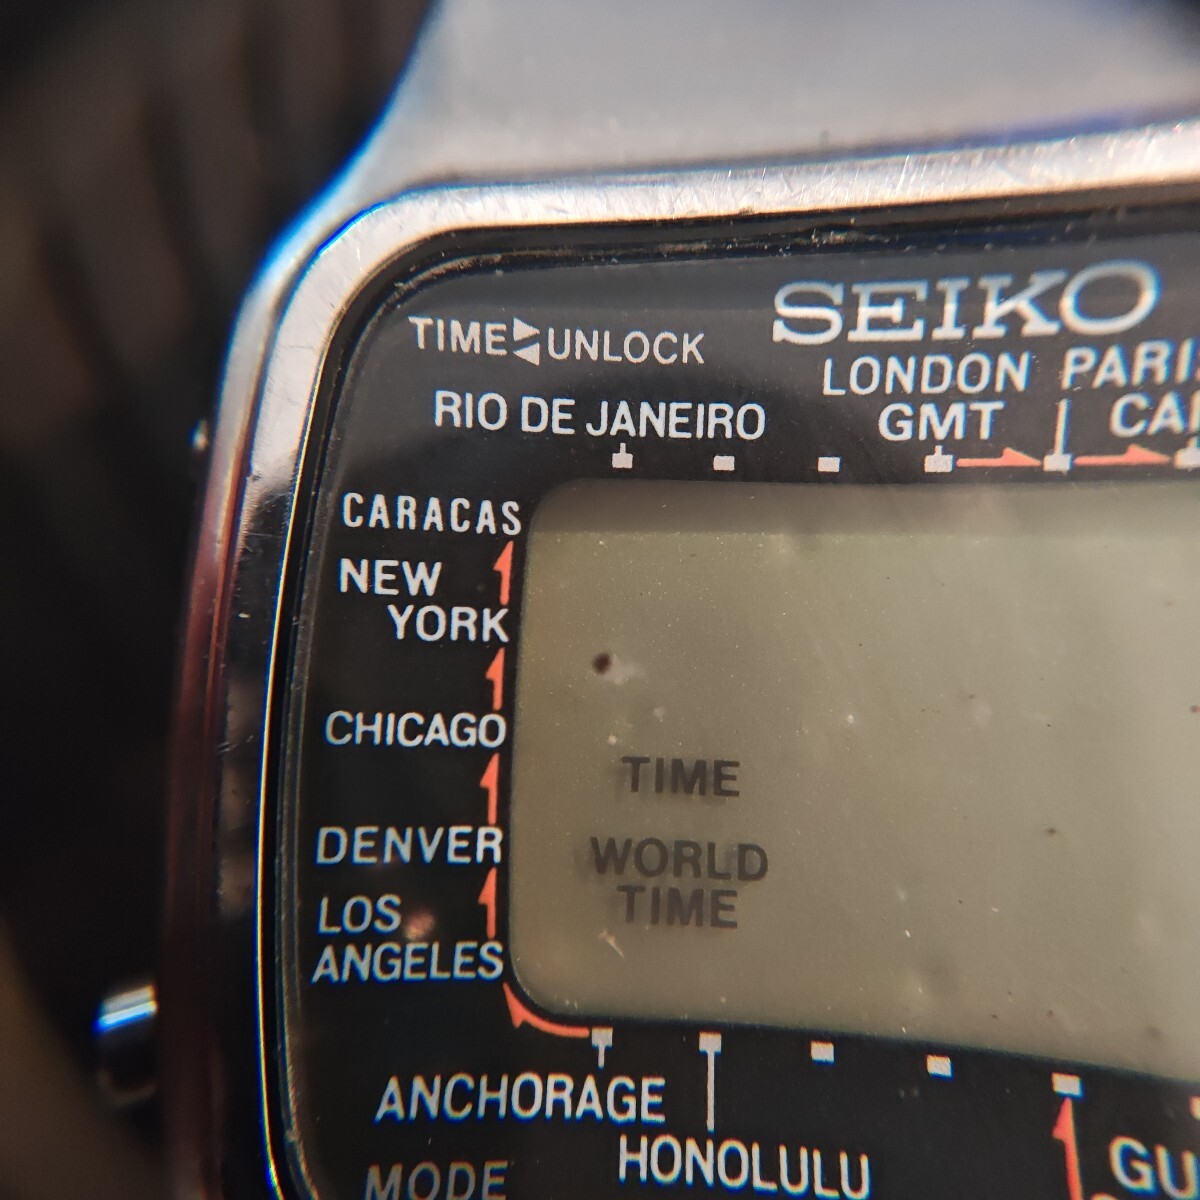 SEIKO
TIME UNLOCK
LONDON PARIS
RIO DE JANEIRO GMT
CARACAS
NEW
YORK
CHICAGO
TIME
DENVER
WORLD
LOS
TIME
ANGELES
ANCHORAGE
HONOLULU
MODE